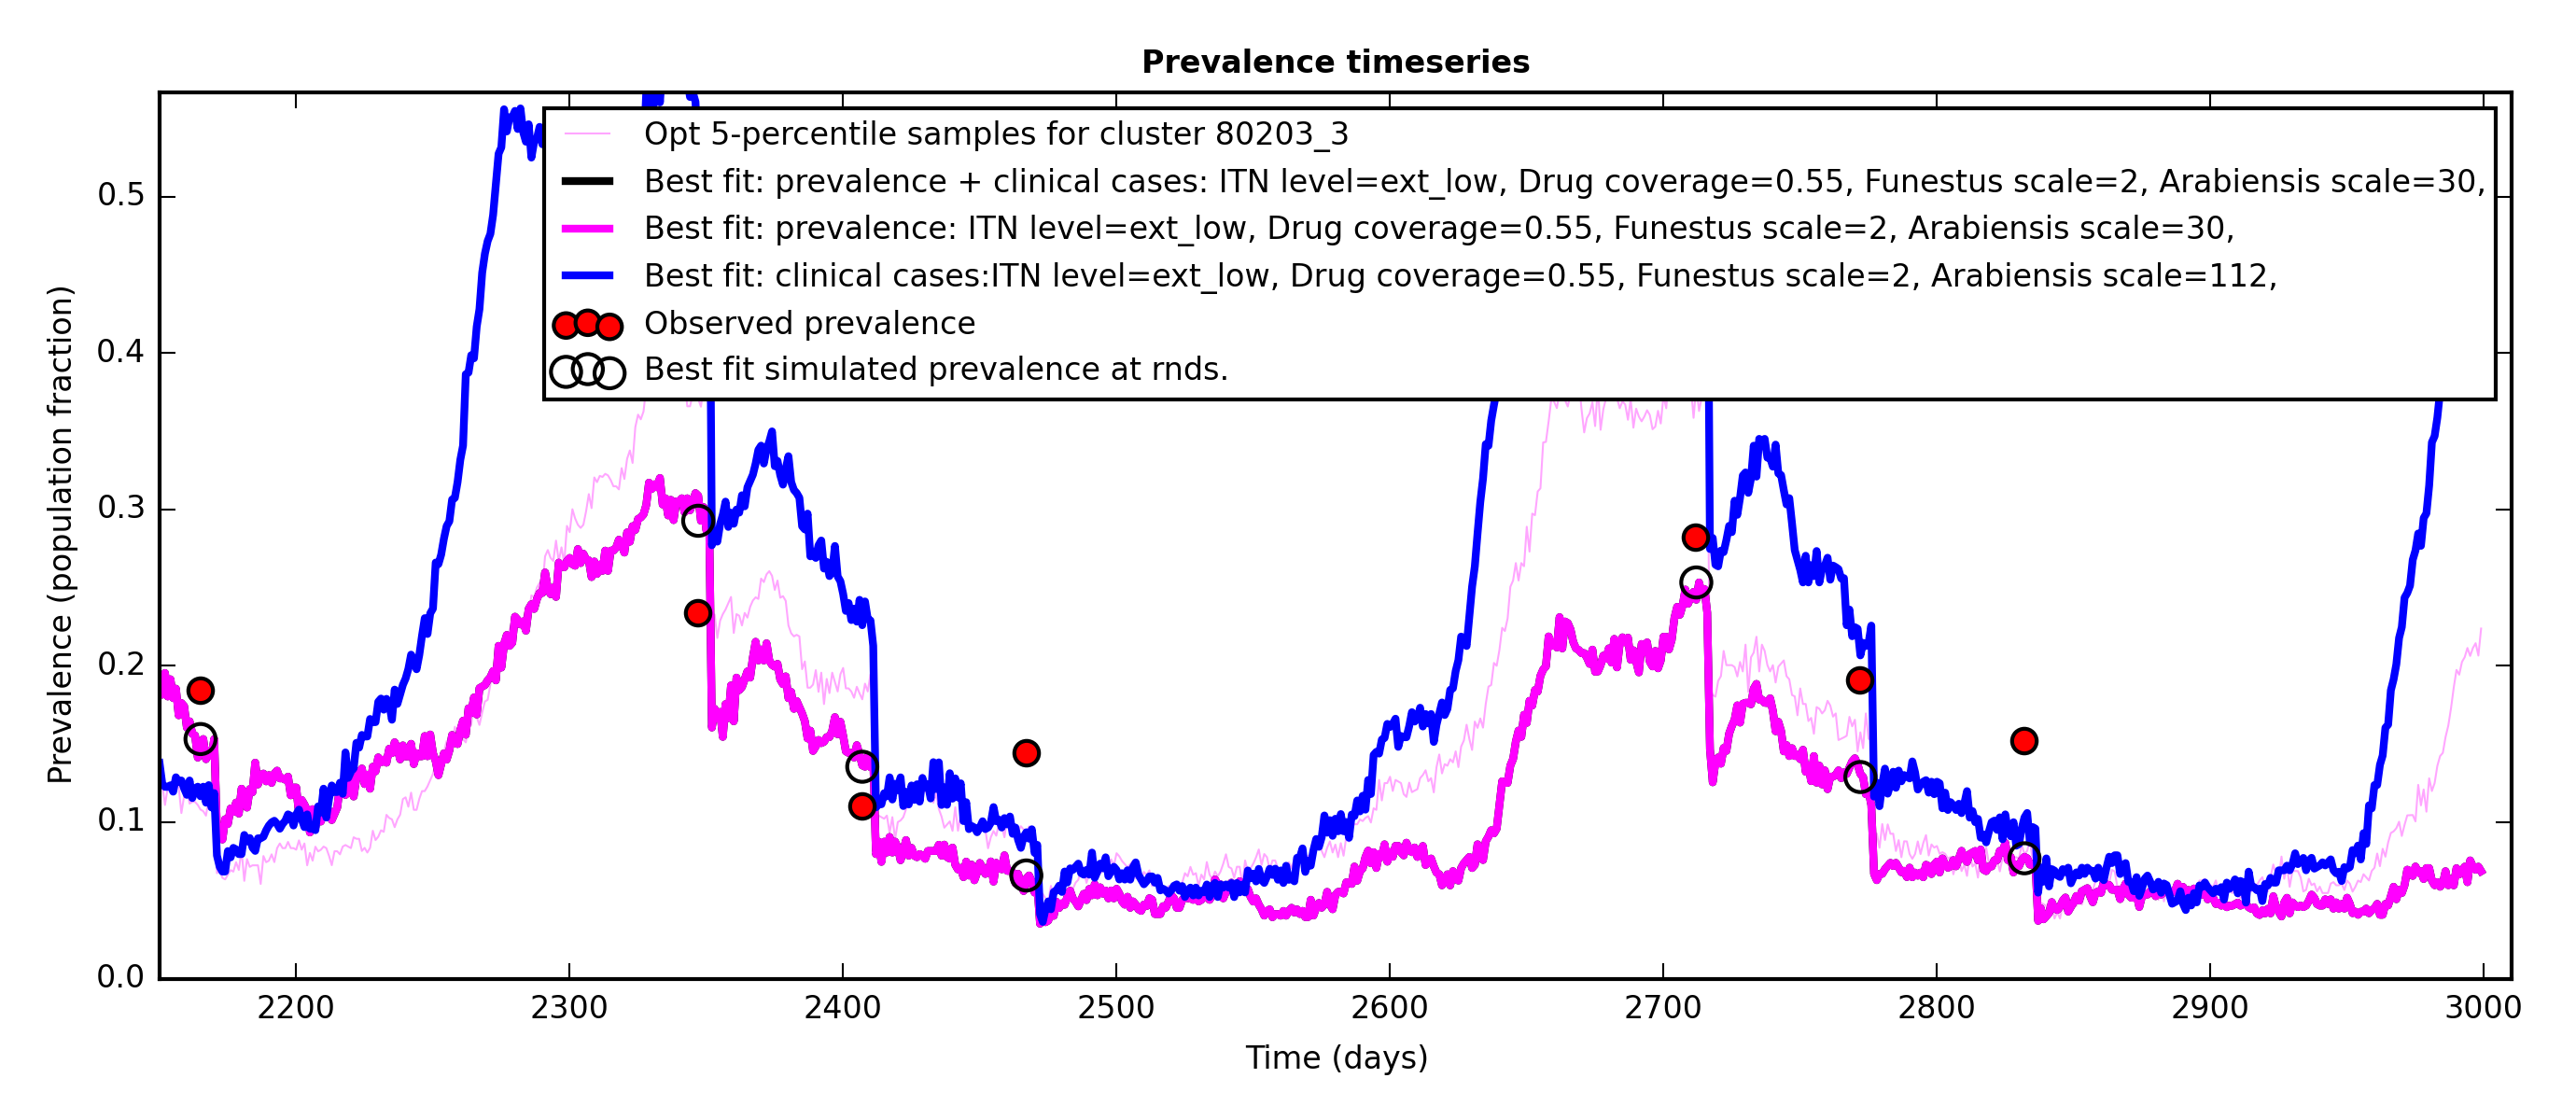 Prevalence timeseries
Opt 5-percentile samples for cluster 80203_3
Best fit: prevalence + clinical cases: ITN level=ext_low, Drug coverage=0.55, Funestus scale=2, Arabiensis scale=30,
Best fit: prevalence: ITN level=ext_low, Drug coverage=0.55, Funestus scale=2, Arabiensis scale=30,
Best fit: clinical cases:ITN level=ext_low, Drug coverage=0.55, Funestus scale=2, Arabiensis scale=112,
Observed prevalence
Best fit simulated prevalence at rnds.
Prevalence (population fraction)
0.5
0.4
0.3
0.2
0.1
0.0
2200 2300 2400 2500 2600 2700 2800 2900 3000
Time (days)